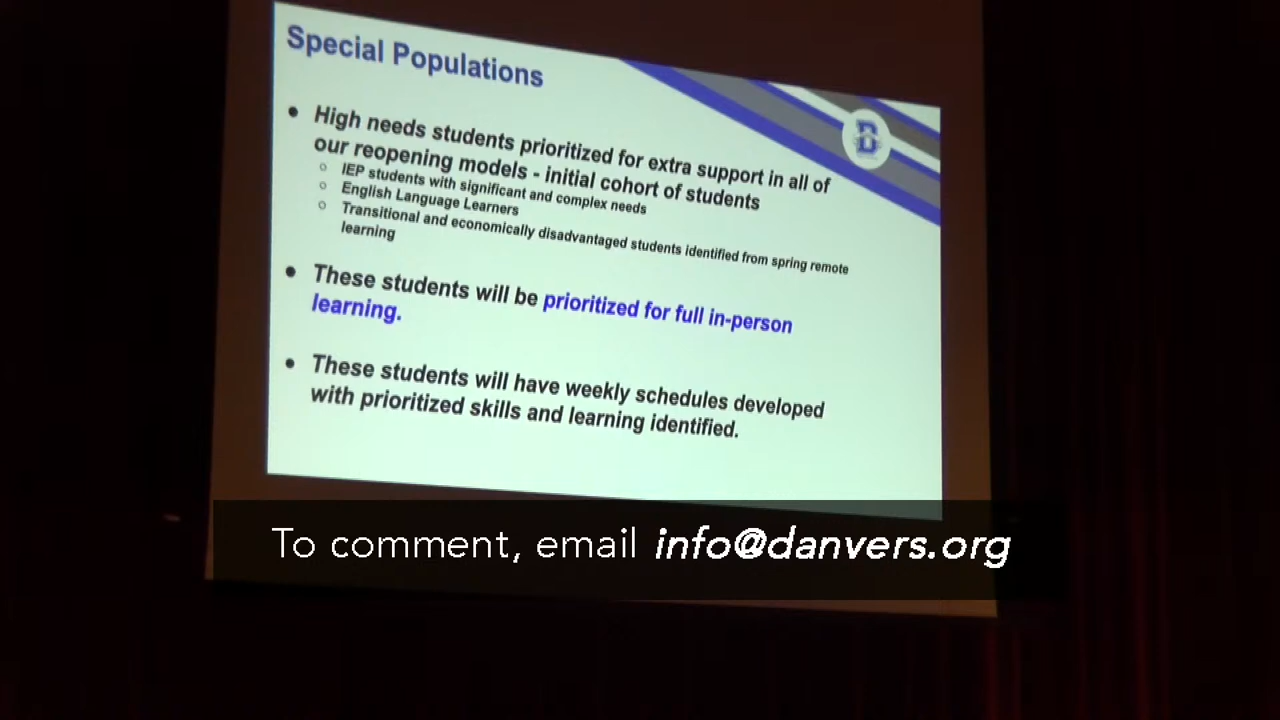 Special Populations
● High needs students prioritized for extra support in all of
our reopening models - initial cohort of students
○ IEP students with significant and complex needs
○ English Language Learners
○ Transitional and economically disadvantaged students identified from spring remote
learning
● These students will be prioritized for full in-person
learning.
● These students will have weekly schedules developed
with prioritized skills and learning identified.
D
To comment, email info@danvers.org